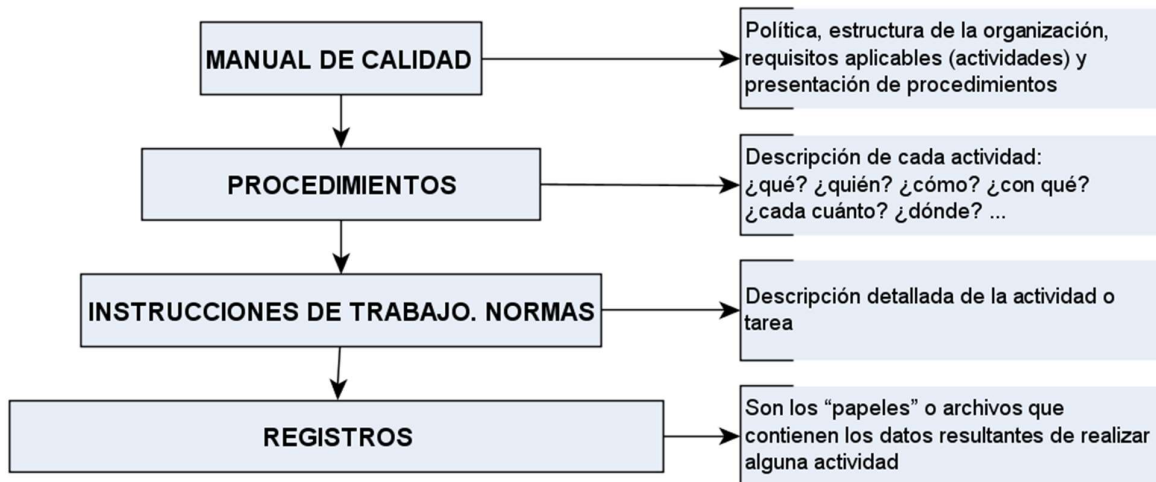 MANUAL DE CALIDAD
Política, estructura de la organización,
requisitos aplicables (actividades) y
presentación de procedimientos
PROCEDIMIENTOS
Descripción de cada actividad:
¿qué? ¿quién? ¿cómo? ¿con qué?
¿cada cuánto? ¿dónde? ...
INSTRUCCIONES DE TRABAJO. NORMAS
Descripción detallada de la actividad o
tarea
REGISTROS
Son los “papeles” o archivos que
contienen los datos resultantes de realizar
alguna actividad